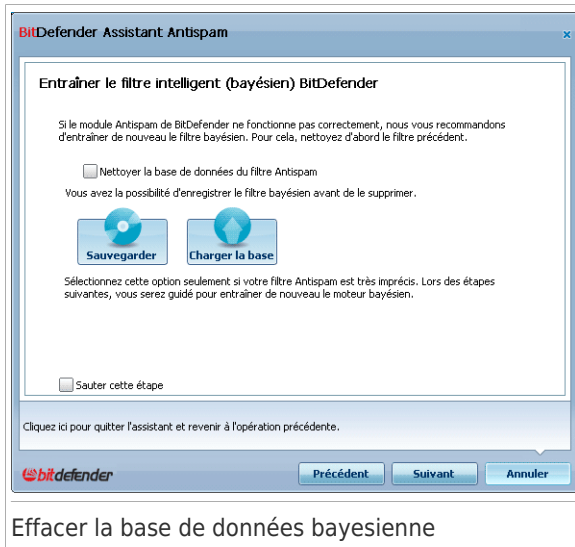 BitDefender Assistant Antispam
x
Entraîner le filtre intelligent (bayésien) BitDefender
Si le module Antispam de BitDefender ne fonctionne pas correctement, nous vous recommandons
d'entraîner de nouveau le filtre bayésien. Pour cela, nettoyez d'abord le filtre précédent.
Nettoyer la base de données du filtre Antispam
Vous avez la possibilité d'enregistrer le filtre bayésien avant de le supprimer.
Sauvegarder Charger la base
Sélectionnez cette option seulement si votre filtre Antispam est très imprécis. Lors des étapes
suivantes, vous serez guidé pour entraîner de nouveau le moteur bayésien.
Sauter cette étape
Cliquez ici pour quitter l'assistant et revenir à l'opération précédente.
bitdefender Précédent Suivant Annuler
Effacer la base de données bayesienne